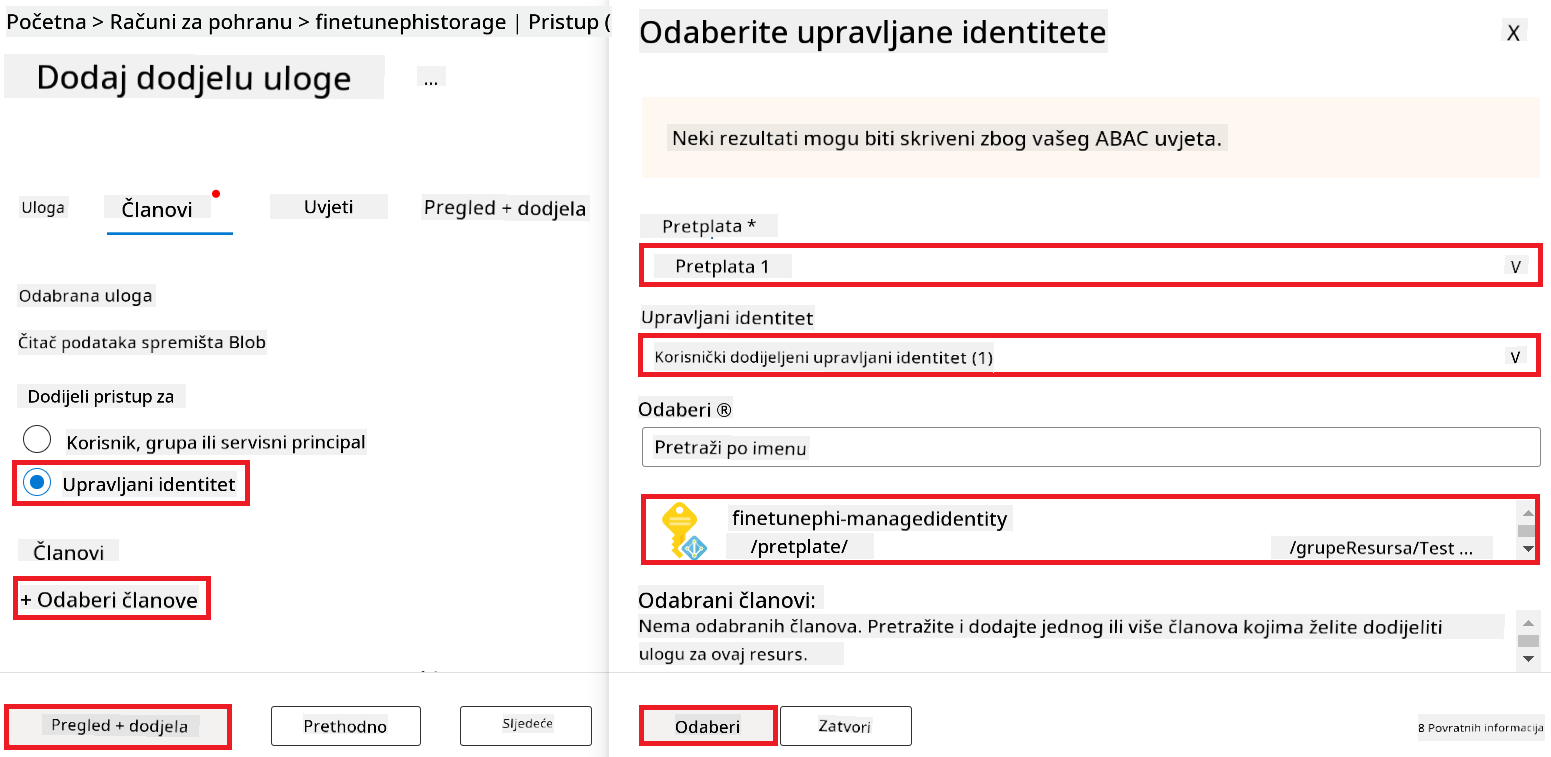 Početna > Računi za pohranu > finetunephistorage | Pristup (
Dodaj dodjelu uloge
...
Uloga
Članovi
Uvjeti
Pregled + dodjela
Odabrana uloga
Čitač podataka spremišta Blob
Dodijeli pristup za
Korisnik, grupa ili servisni principal
Upravljani identitet
Članovi
+ Odaberi članove
Pregled + dodjela
Prethodno
Sljedeće
Odaberite upravljane identitete
X
Neki rezultati mogu biti skriveni zbog vašeg ABAC uvjeta.
Pretplata *
Pretplata 1
V
Upravljani identitet
Korisnički dodijeljeni upravljani identitet (1)
V
Odaberi ®
Pretraži po imenu
finetunephi-managedidentity
/pretplate/ /grupeResursa/Test ...
Odabrani članovi:
Nema odabranih članova. Pretražite i dodajte jednog ili više članova kojima želite dodijeliti
ulogu za ovaj resurs.
Odaberi
Zatvori
8 Povratnih informacija